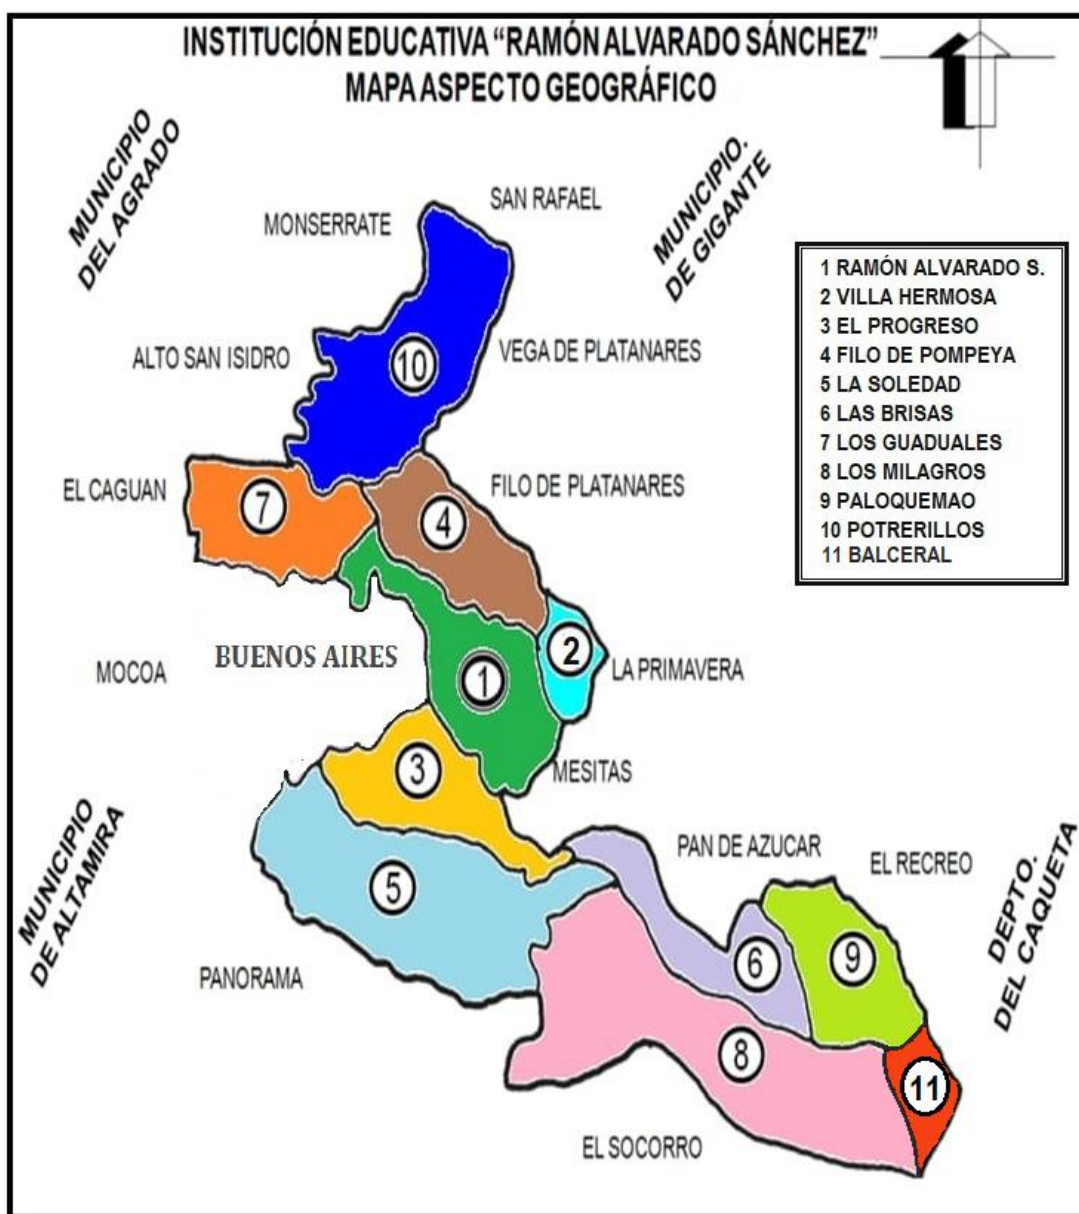 INSTITUCIÓN EDUCATIVA “RAMÓN ALVARADO SÁNCHEZ”
MAPA ASPECTO GEOGRÁFICO
MUNICIPIO
DEL AGRADO
MUNICIPIO.
DE GIGANTE
SAN RAFAEL
MONSERRATE
1 RAMÓN ALVARADO S.
2 VILLA HERMOSA
3 EL PROGRESO
4 FILO DE POMPEYA
5 LA SOLEDAD
6 LAS BRISAS
7 LOS GUADUALES
8 LOS MILAGROS
9 PALOQUEMAO
10 POTRERILLOS
11 BALCERAL
ALTO SAN ISIDRO
10
VEGA DE PLATANARES
EL CAGUAN
7
4
FILO DE PLATANARES
MOCOA
BUENOS AIRES
1
2
LA PRIMAVERA
3
MESITAS
MUNICIPIO
DE ALTAMIRA
5
PAN DE AZUCAR
EL RECREO
DEPTO.
DEL CAQUETA
PANORAMA
6
9
8
11
EL SOCORRO